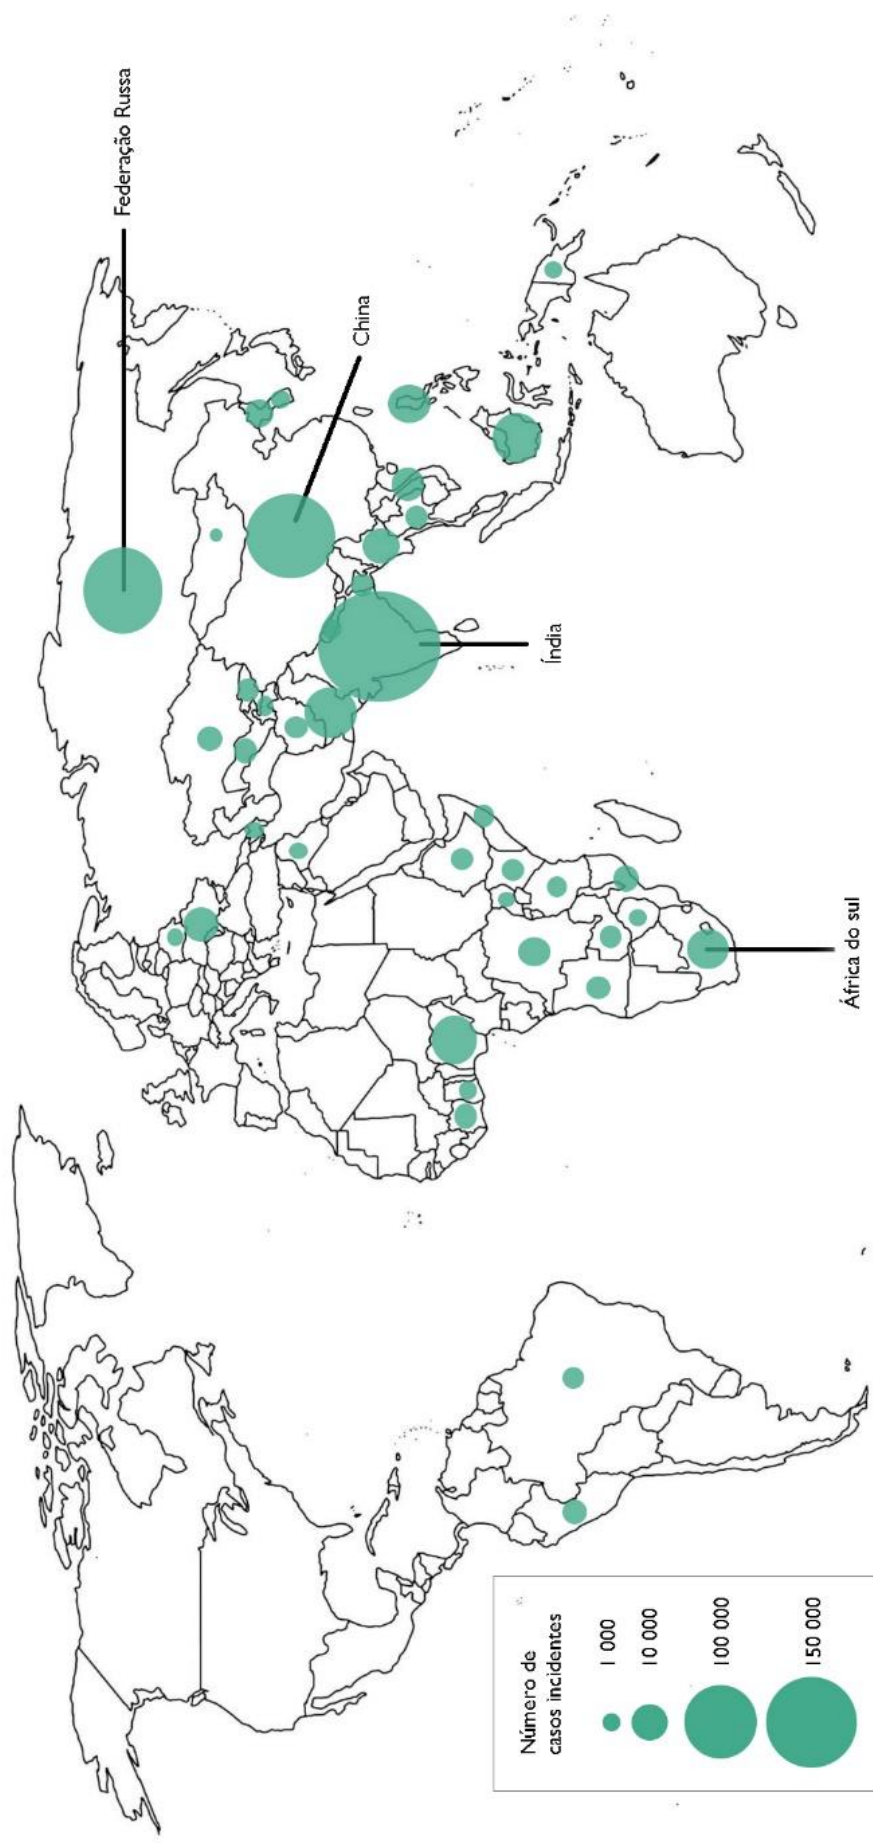 Federação Russa
China
Índia
África do sul
Número de
casos incidentes
1 000
10 000
100 000
150 000